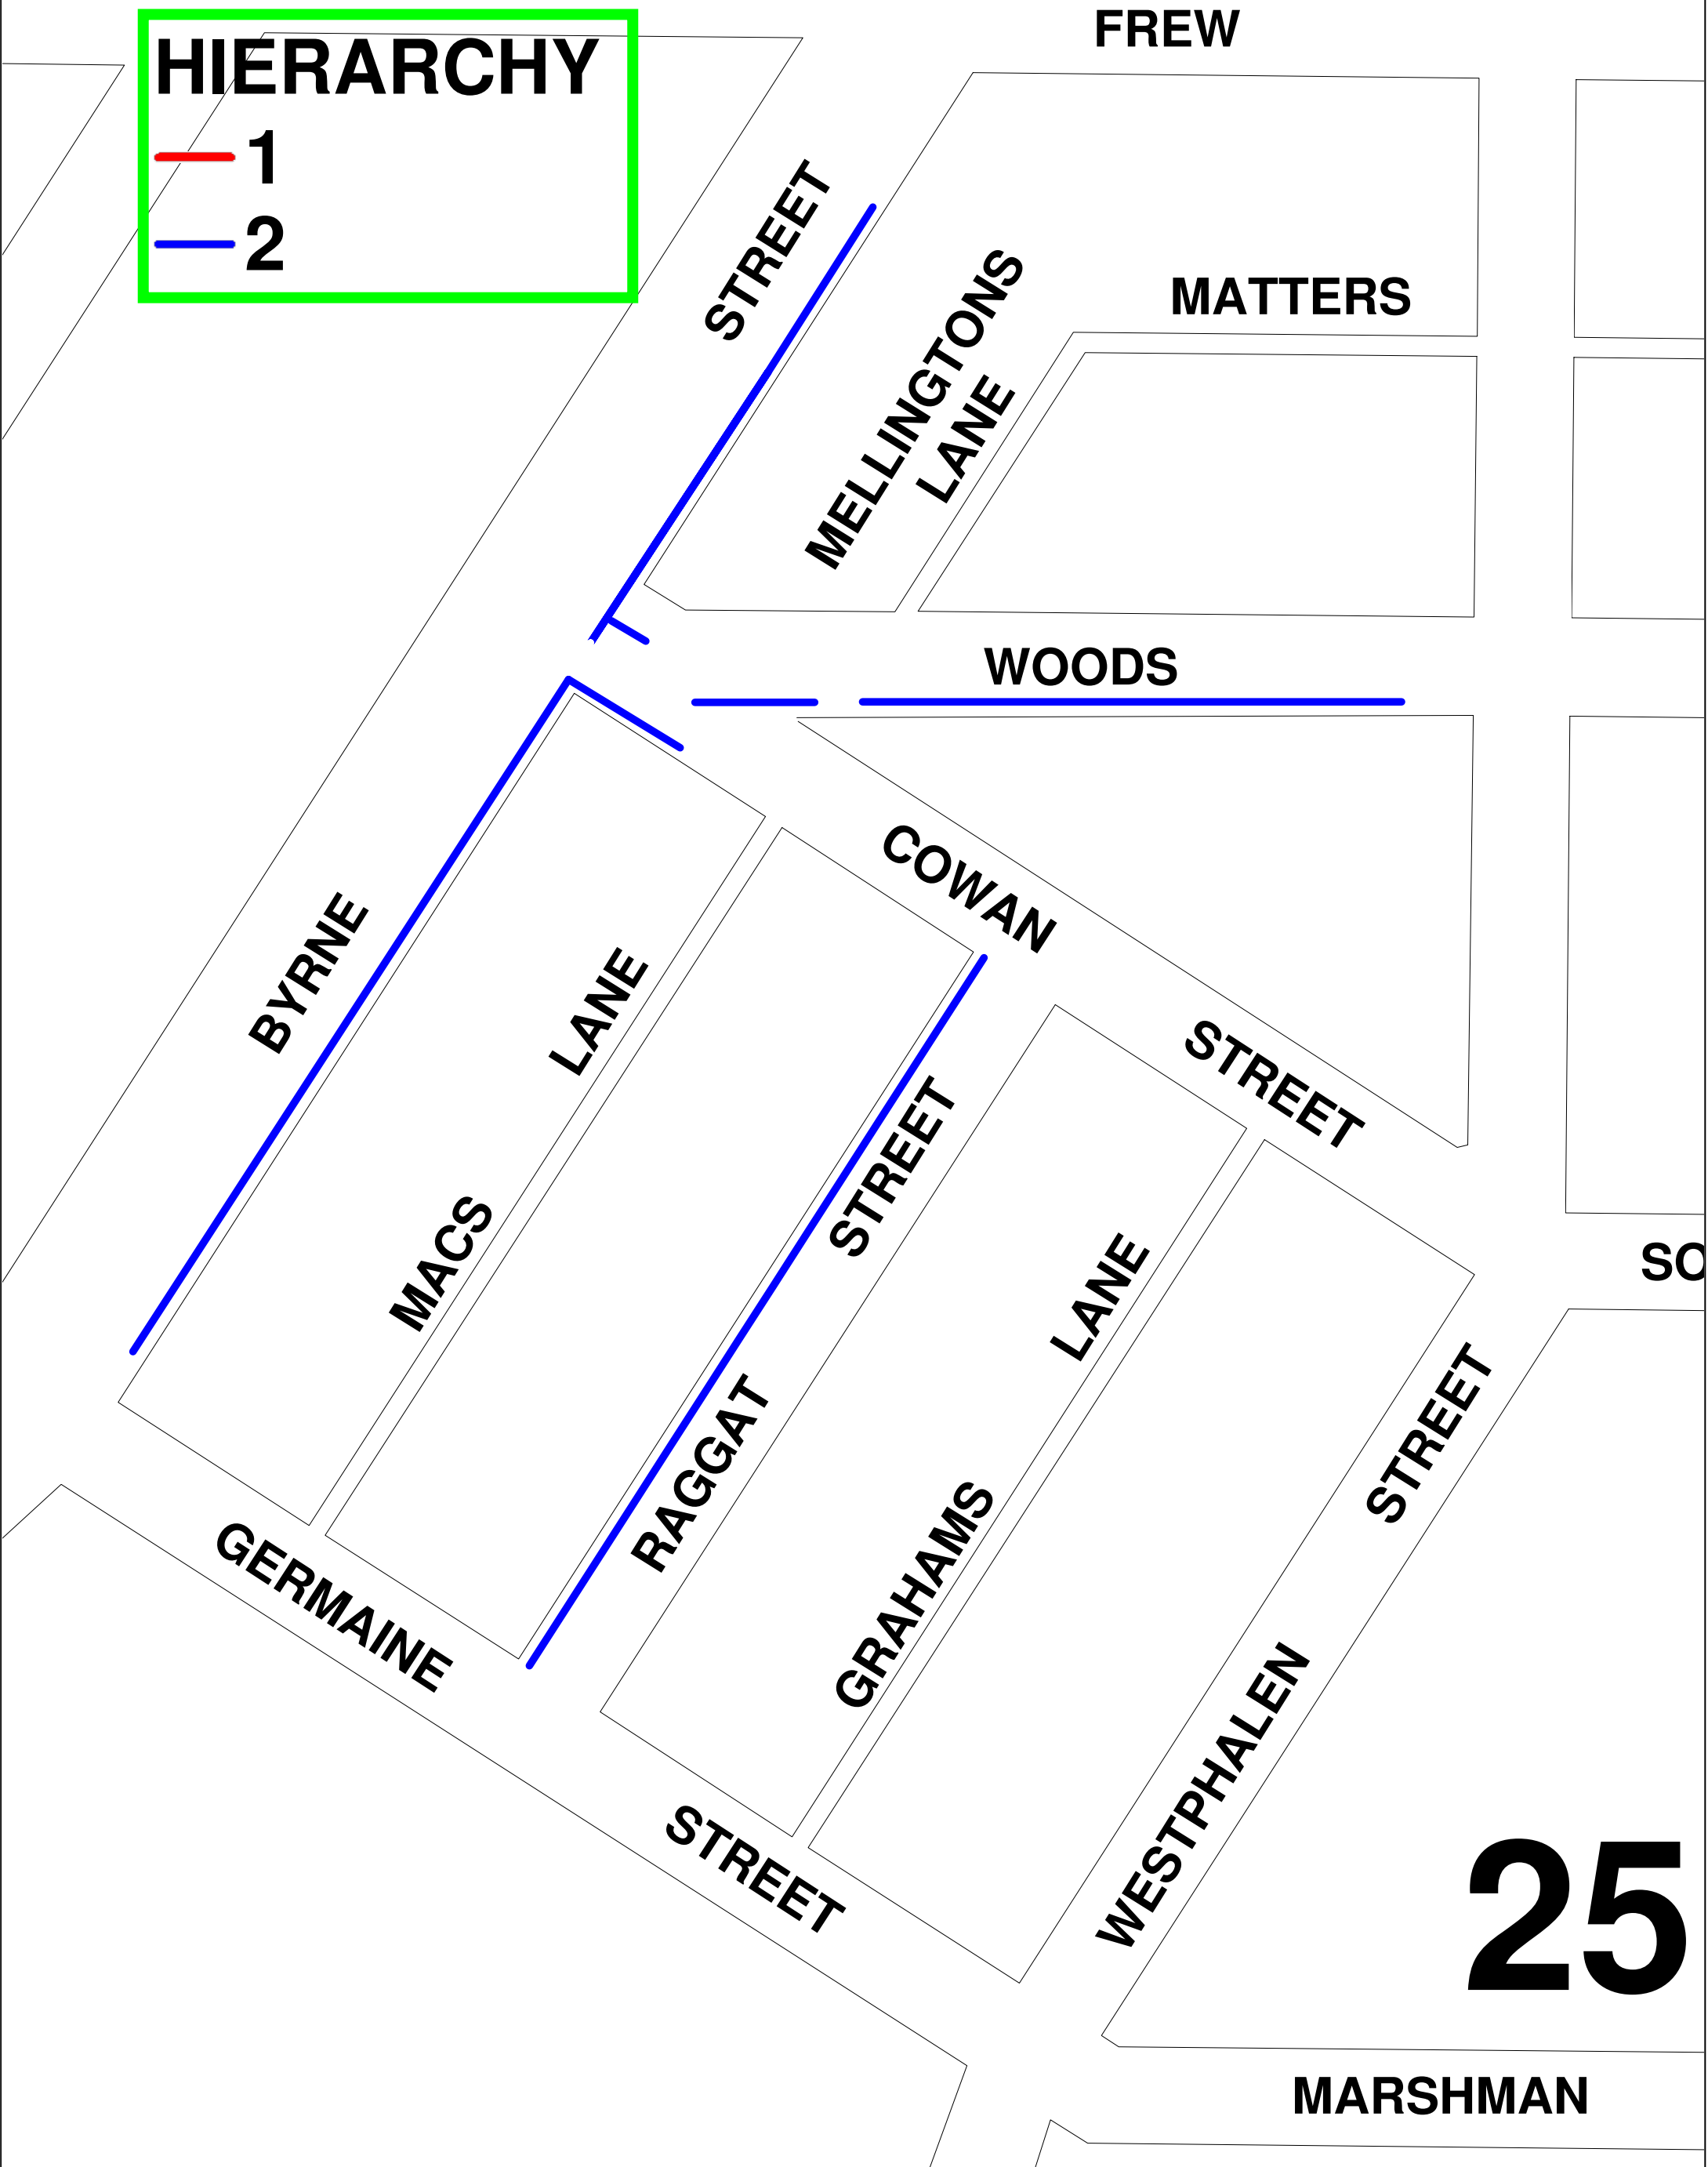 HIERARCHY
1
2
FREW
STREET
MELLINGTONS
LANE
MATTERS
WOODS
COWAN
STREET
BYRNE
LANE
MACS
STREET
RAGGAT
LANE
GRAHAMS
SO
STREET
WESTPHALEN
GERMAINE
STREET
25
MARSHMAN